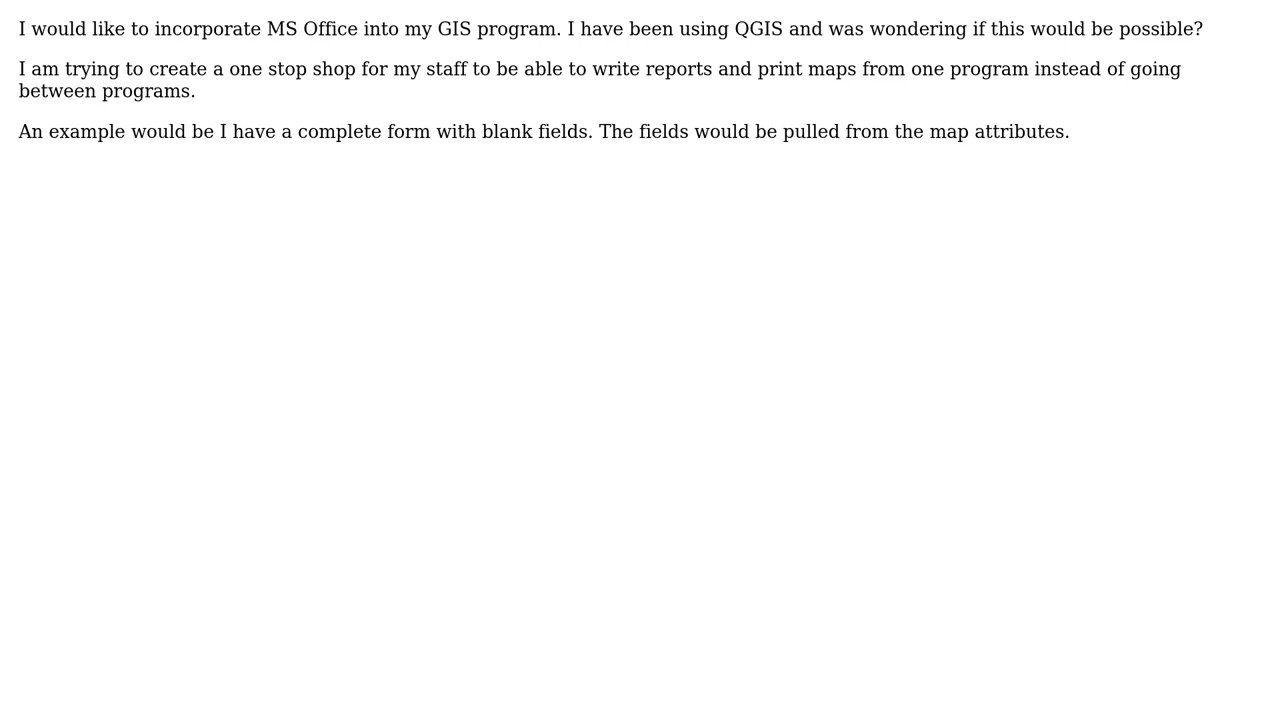 I would like to incorporate MS Office into my GIS program. I have been using QGIS and was wondering if this would be possible?
I am trying to create a one stop shop for my staff to be able to write reports and print maps from one program instead of going
between programs.
An example would be I have a complete form with blank fields. The fields would be pulled from the map attributes.